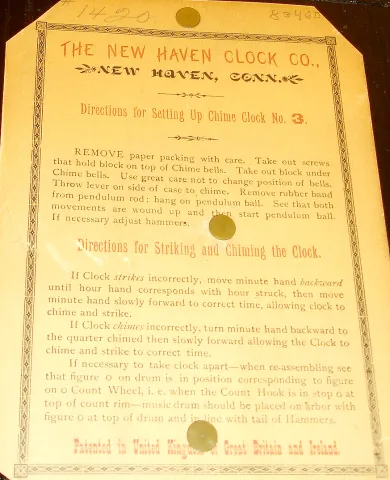 #1420
THE NEW HAVEN CLOCK CO.,
NEW HAVEN, CONN.
Directions for Setting Up Chime Clock No. 3.
REMOVE paper packing with care. Take out screws
that hold block on top of Chime bells. Take out block under
Chime bells. Use great care not to change position of bells.
Throw lever on side of case to chime. Remove rubber band
from pendulum rod: hang on pendulum ball. See that both
movements are wound up and then start pendulum ball.
If necessary adjust hammers.
Directions for Striking and Chiming the Clock.
If Clock strikes incorrectly, move minute hand backward
until hour hand corresponds with hour struck, then move
minute hand slowly forward to correct time, allowing clock to
chime and strike.
If Clock chimes incorrectly, turn minute hand backward to
the quarter chimed then slowly forward allowing the Clock to
chime and strike to correct time.
If necessary to take clock apart—when re-assembling see
that figure 0 on drum is in position corresponding to figure
on 0 Count Wheel, i. e. when the Count Hook is in stop 0 at
top of count rim—music drum should be placed on arbor with
figure 0 at top of drum and in line with tail of Hammers.
Patented in United Kingdom of Great Britain and Ireland.